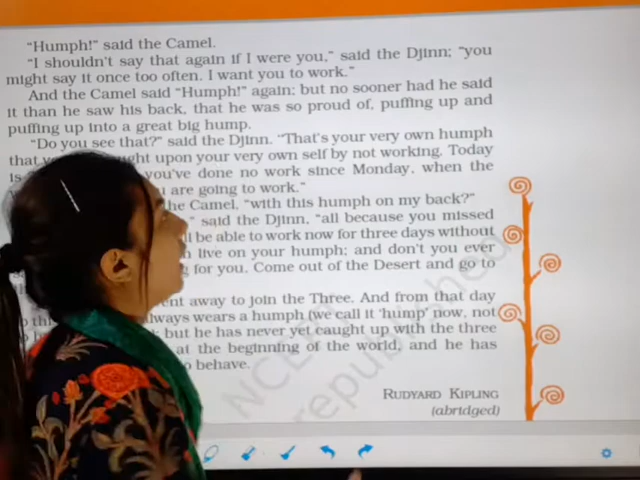 “Humph!” said the Camel.
“I shouldn't say that again if I were you,” said the Djinn; “you
might say it once too often. I want you to work.”
And the Camel said “Humph!” again; but no sooner had he said
it than he saw his back, that he was so proud of, puffing up and
puffing up into a great big hump.
“Do you see that?” said the Djinn. “That's your very own humph
that upon your very own self by not working. Today
is you've done no work since Monday, when the
are going to work.”
the Camel, “with this humph on my back?”
” said the Djinn, “all because you missed
be able to work now for three days without
live on your humph; and don't you ever
for you. Come out of the Desert and go to
away to join the Three. And from that day
always wears a humph (we call it ‘hump’ now, not
but he has never yet caught up with the three
at the beginning of the world, and he has
behave.
RUDYARD KIPLING
(abridged)
NCERT
republished